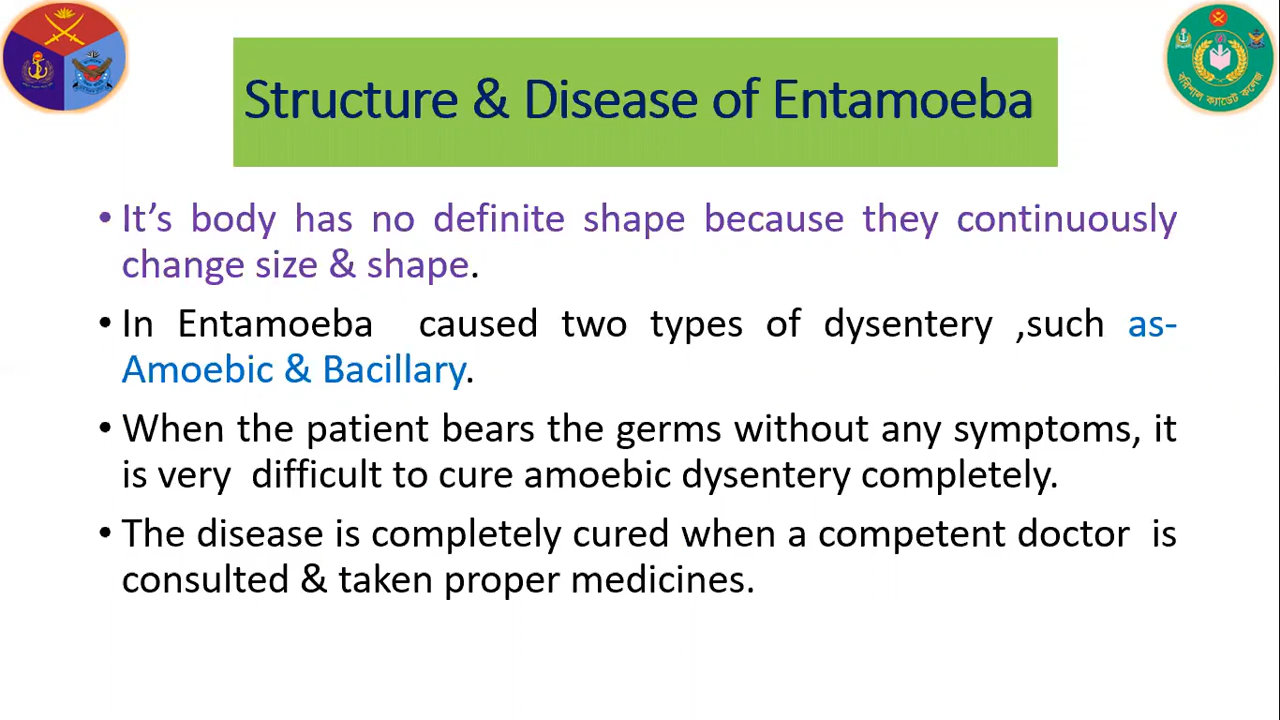 Structure & Disease of Entamoeba
বরিশাল ক্যাডেট কলেজ
• It’s body has no definite shape because they continuously
change size & shape.
• In Entamoeba caused two types of dysentery ,such as-
Amoebic & Bacillary.
• When the patient bears the germs without any symptoms, it
is very difficult to cure amoebic dysentery completely.
• The disease is completely cured when a competent doctor is
consulted & taken proper medicines.